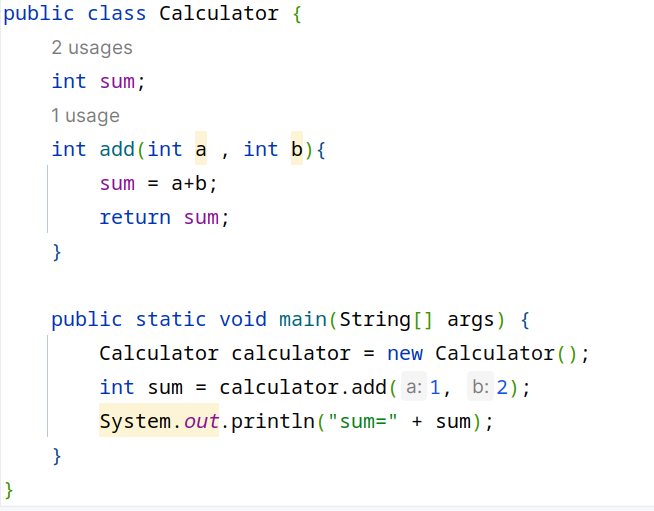 public class Calculator {
2 usages
int sum;
1 usage
int add(int a , int b){
sum = a+b;
return sum;
}
public static void main(String[] args) {
Calculator calculator = new Calculator();
int sum = calculator.add( a: 1, b: 2);
System.out.println("sum=" + sum);
}
}